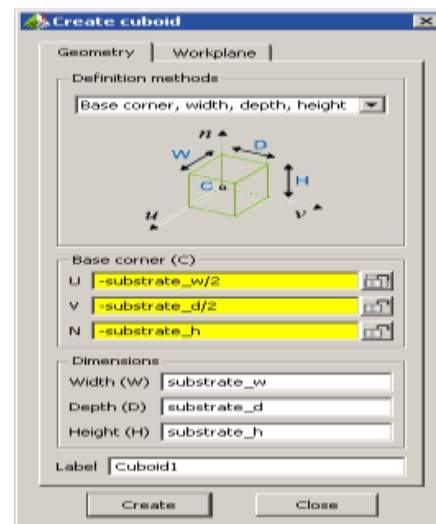 Create cuboid
Geometry Workplane
Definition methods
Base corner, width, depth, height
n
W D
C H
u v
Base corner (C)
U -substrate_w/2
V -substrate_d/2
N -substrate_h
Dimensions
Width (W) substrate_w
Depth (D) substrate_d
Height (H) substrate_h
Label Cuboid1
Create Close